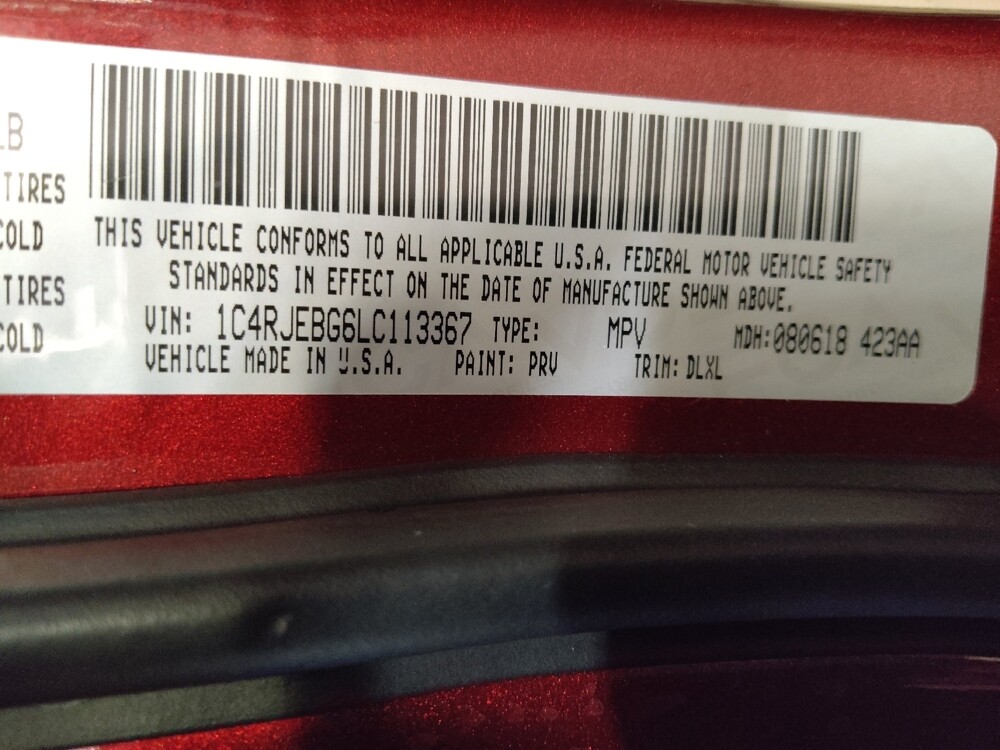 LB
TIRES
COLD
TIRES
COLD
THIS VEHICLE CONFORMS TO ALL APPLICABLE U.S.A. FEDERAL MOTOR VEHICLE SAFETY
STANDARDS IN EFFECT ON THE DATE OF MANUFACTURE SHOWN ABOVE.
VIN: 1C4RJEBG6LC113367 TYPE: MPV MDH:080618 423AA
VEHICLE MADE IN U.S.A. PAINT: PRV TRIM: DLXL